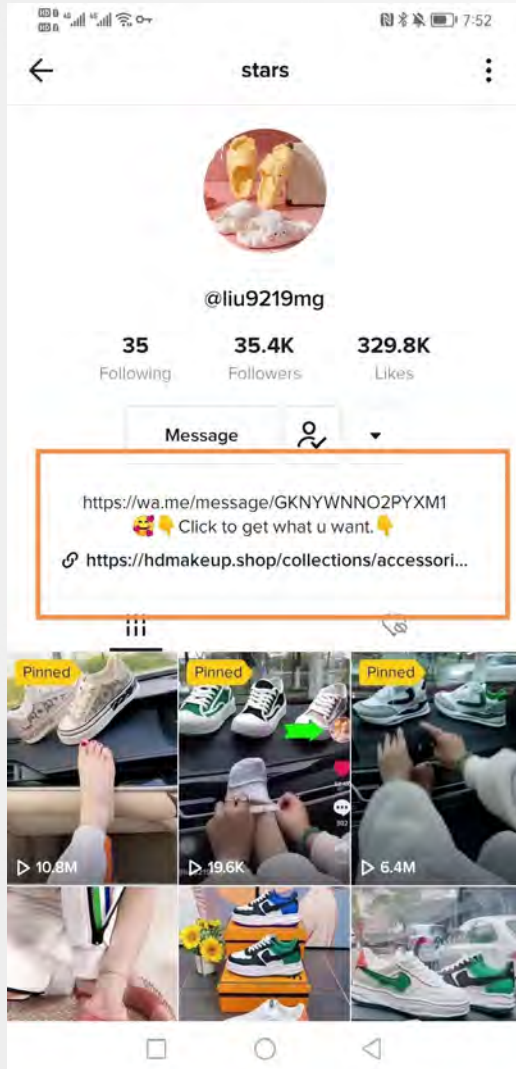 7:52
stars
@liu9219mg
35 35.4K 329.8K
Following Followers Likes
Message
https://wa.me/message/GKNYWNNO2PYXM1
🥰👇Click to get what u want.👇
https://hdmakeup.shop/collections/accessori...
Pinned Pinned Pinned
10.8M 19.6K 6.4M